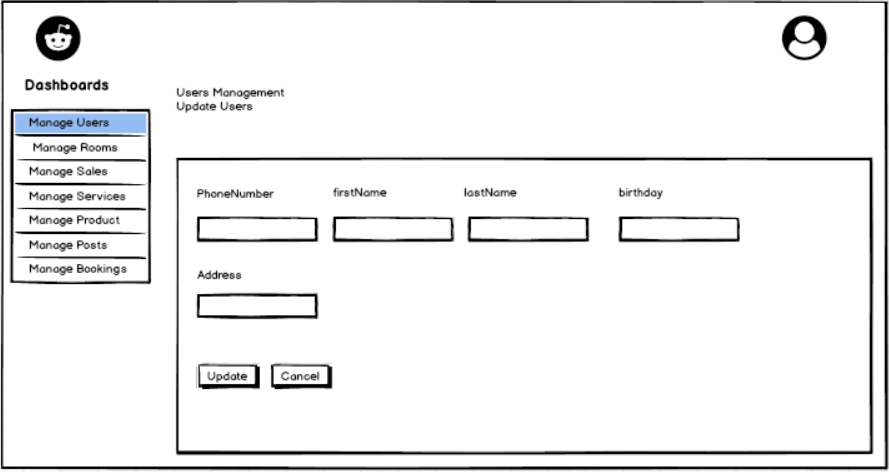 Dashboards
Manage Users
Manage Rooms
Manage Sales
Manage Services
Manage Product
Manage Posts
Manage Bookings
Users Management
Update Users
PhoneNumber firstName lastName birthday
Address
Update Cancel